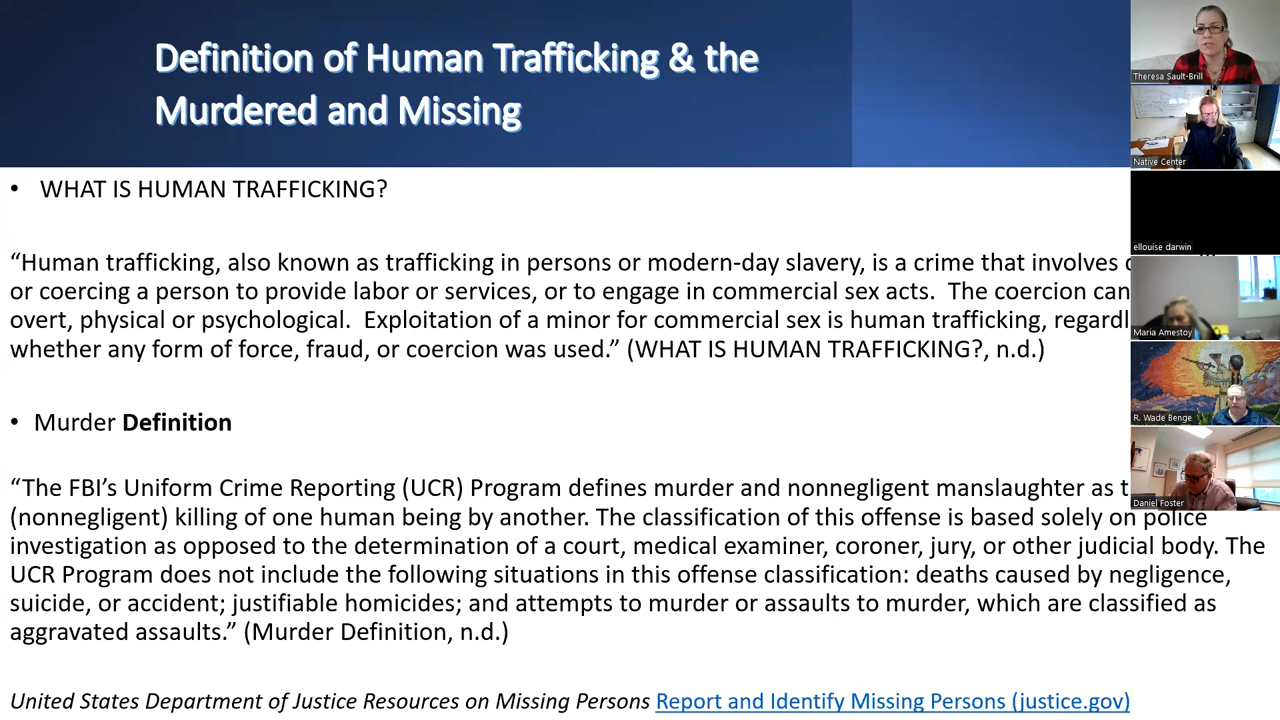 Definition of Human Trafficking & the
Murdered and Missing
• WHAT IS HUMAN TRAFFICKING?
“Human trafficking, also known as trafficking in persons or modern-day slavery, is a crime that involves
or coercing a person to provide labor or services, or to engage in commercial sex acts. The coercion can
overt, physical or psychological. Exploitation of a minor for commercial sex is human trafficking, regardl
whether any form of force, fraud, or coercion was used.” (WHAT IS HUMAN TRAFFICKING?, n.d.)
• Murder Definition
“The FBI’s Uniform Crime Reporting (UCR) Program defines murder and nonnegligent manslaughter as t
(nonnegligent) killing of one human being by another. The classification of this offense is based solely on police
investigation as opposed to the determination of a court, medical examiner, coroner, jury, or other judicial body. The
UCR Program does not include the following situations in this offense classification: deaths caused by negligence,
suicide, or accident; justifiable homicides; and attempts to murder or assaults to murder, which are classified as
aggravated assaults.” (Murder Definition, n.d.)
United States Department of Justice Resources on Missing Persons Report and Identify Missing Persons (justice.gov)
Theresa Sault-Brill
Native Center
ellouise darwin
Maria Amestoy
R. Wade Benge
Daniel Foster